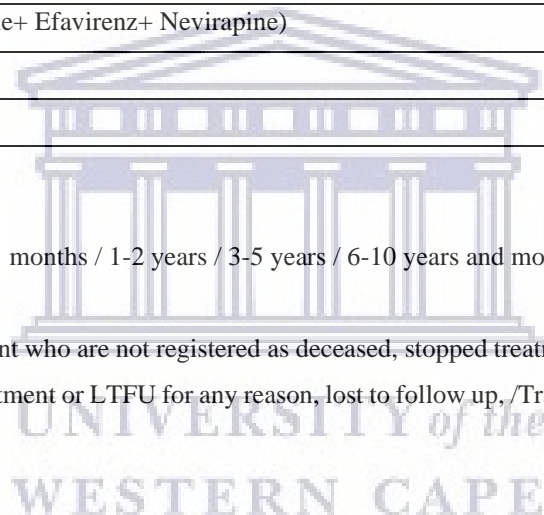 e+ Efavirenz+ Nevirapine)
months / 1-2 years / 3-5 years / 6-10 years and mo
nt who are not registered as deceased, stopped treatm
tment or LTFU for any reason, lost to follow up, /Tr
UNIVERSITY of the
WESTERN CAPE